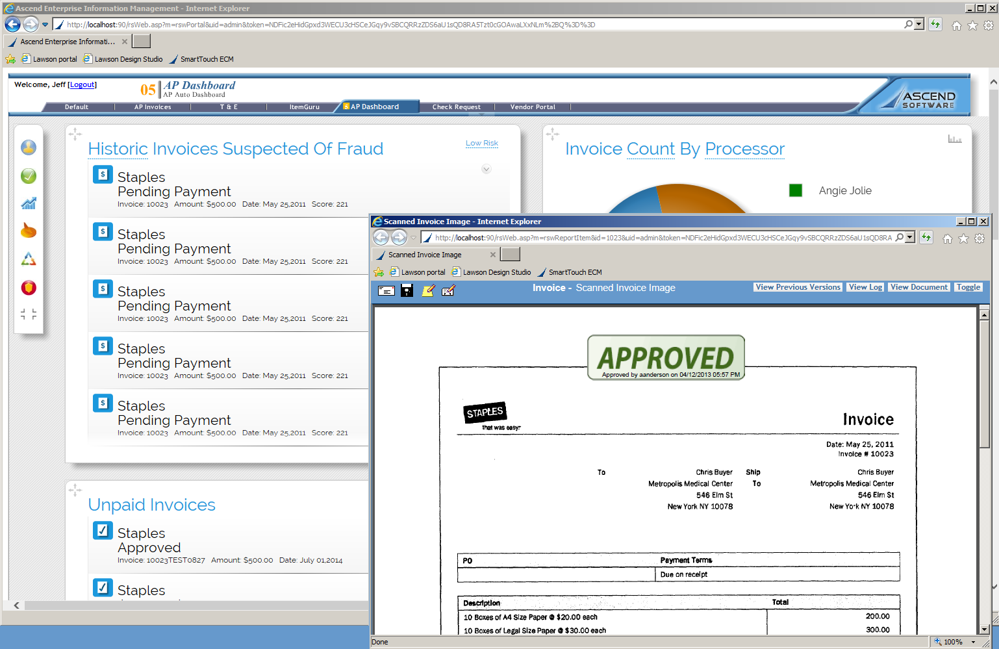 Ascend Enterprise Information Management - Internet Explorer
http://localhost:90/rsWeb.asp?m=rswPortal&uid=admin&token=NDFic2eHidGpxd3WECU3cHSCeJGqy9vSBCQRRzZDS6aU1sQD8RA5Tzt0cGOAwaLXxNLm%2BQ%3D%3D
Ascend Enterprise Informati...
Lawson portal Lawson Design Studio SmartTouch ECM
Welcome, Jeff [Logout]
05 AP Dashboard
AP Auto Dashboard
Default AP Invoices T & E ItemGuru 5 AP Dashboard Check Request Vendor Portal
ASCEND
SOFTWARE
Historic Invoices Suspected Of Fraud
Low Risk
Staples
Pending Payment
Invoice: 10023 Amount: $500.00 Date: May 25,2011 Score: 221
Staples
Pending Payment
Invoice: 10023 Amount: $500.00 Date: May 25,2011 Score: 221
Staples
Pending Payment
Invoice: 10023 Amount: $500.00 Date: May 25,2011 Score: 221
Staples
Pending Payment
Invoice: 10023 Amount: $500.00 Date: May 25,2011 Score: 221
Staples
Pending Payment
Invoice: 10023 Amount: $500.00 Date: May 25,2011 Score: 221
Unpaid Invoices
Staples
Approved
Invoice: 10023TEST0827 Amount: $500.00 Date: July 01,2014
Staples
Invoice Count By Processor
Angie Jolie
Scanned Invoice Image - Internet Explorer
http://localhost:90/rsWeb.asp?m=rswReportItem&id=1023&uid=admin&token=NDFic2eHidGpxd3WECU3cHSCeJGqy9vSBCQRRzZDS6aU1sQD8RA
Scanned Invoice Image
Lawson portal Lawson Design Studio SmartTouch ECM
Invoice - Scanned Invoice Image
View Previous Versions View Log View Document Toggle
APPROVED
Approved by aanderson on 04/12/2013 05:57 PM
STAPLES
that was easy.
Invoice
Date: May 25, 2011
Invoice # 10023
To Chris Buyer Ship Chris Buyer
Metropolis Medical Center To Metropolis Medical Center
546 Elm St 546 Elm St
New York NY 10078 New York NY 10078
PO Payment Terms
Due on receipt
Description Total
10 Boxes of A4 Size Paper @ $20.00 each 200.00
10 Boxes of Legal Size Paper @ $30.00 each 300.00
Done
100%